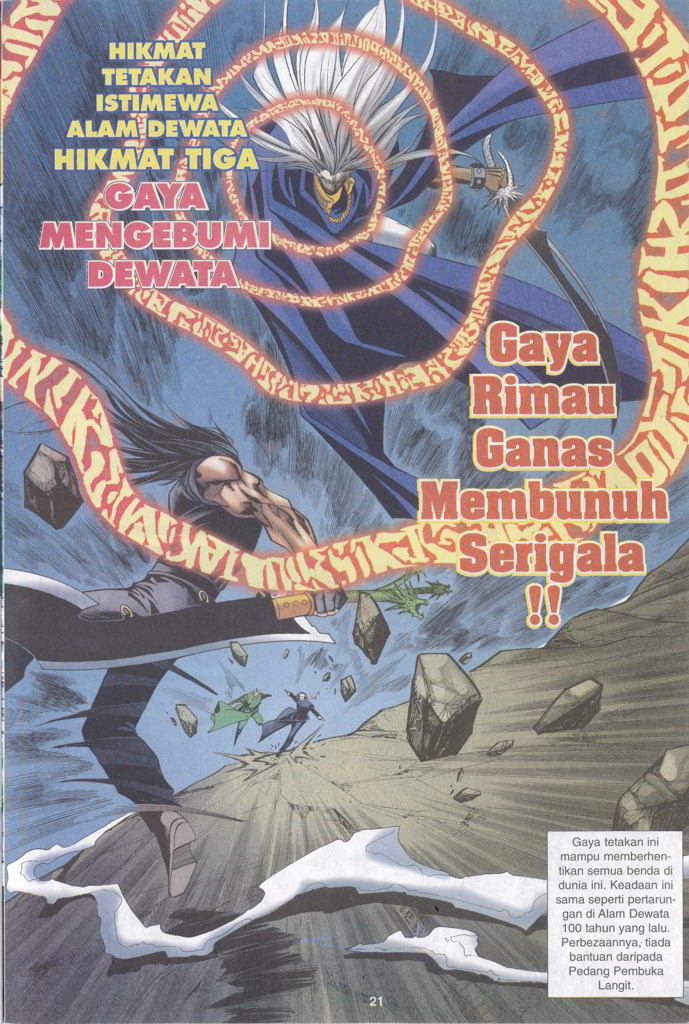 HIKMAT
TETAKAN
ISTIMEWA
ALAM DEWATA
HIKMAT TIGA
GAYA
MENGEBUMI
DEWATA
Gaya
Rimau
Ganas
Membunuh
Serigala
!!
Gaya tetakan ini
mampu memberhen-
tikan semua benda di
dunia ini. Keadaan ini
sama seperti pertarun-
gan di Alam Dewata
100 tahun yang lalu.
Perbezaannya, tiada
bantuan daripada
Pedang Pembuka
Langit.
21